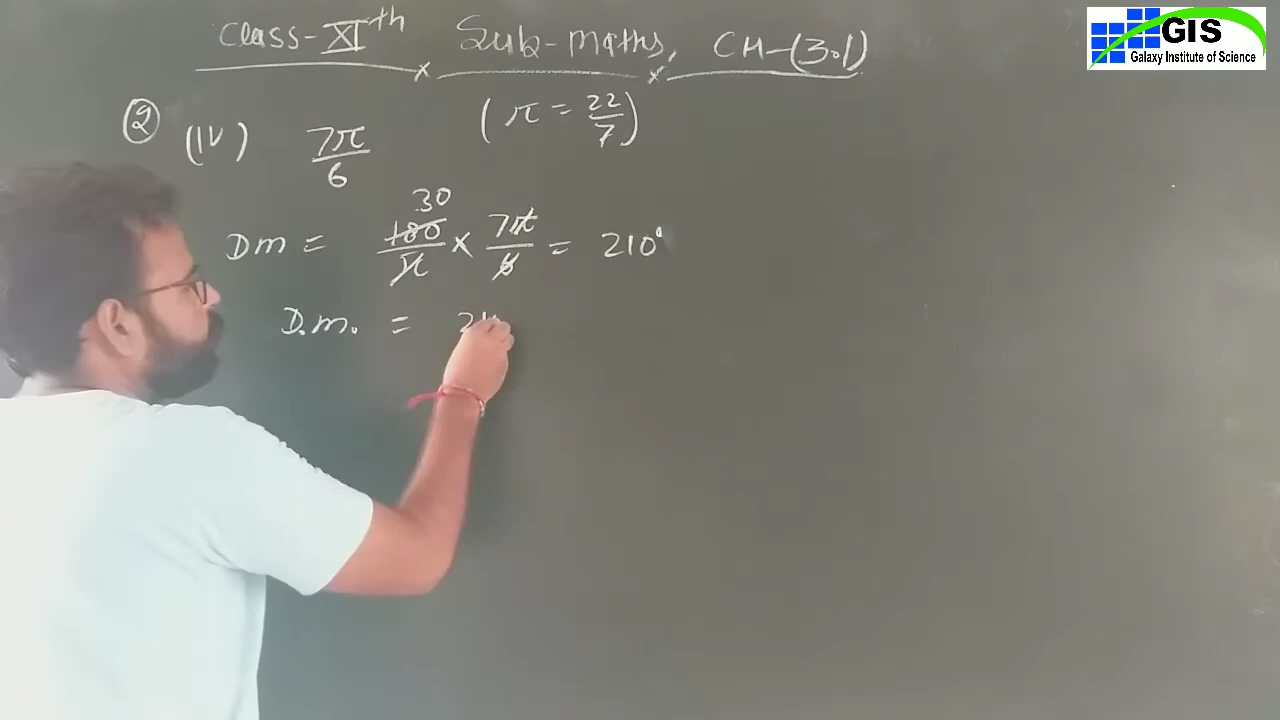 Class-XIth Sub-maths, CH-(3.1)
GIS
Galaxy Institute of Science
② (IV) 7π/6 (π = 22/7)
30
Dm = 180/π × 7π/6 = 210°
D.m. = 21